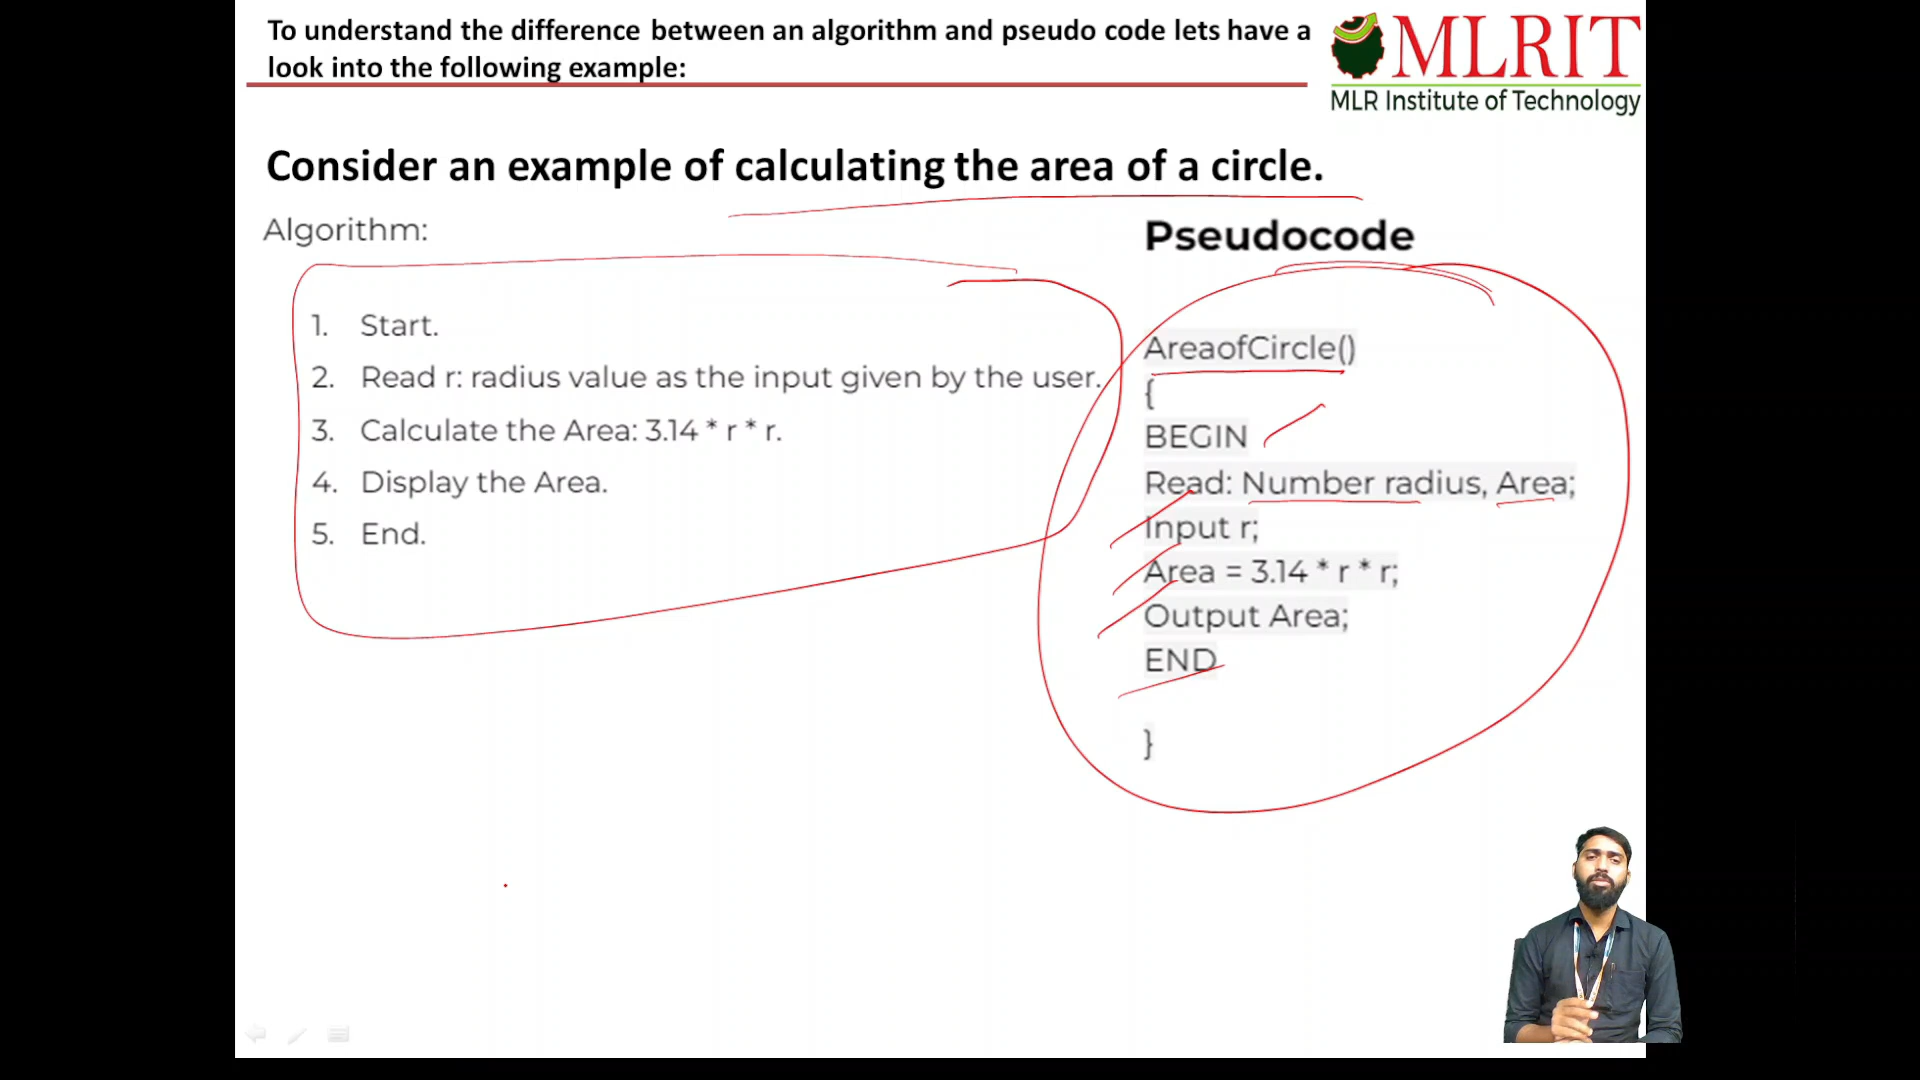 To understand the difference between an algorithm and pseudo code lets have a
look into the following example:
MLRIT
MLR Institute of Technology
Consider an example of calculating the area of a circle.
Algorithm:
1. Start.
2. Read r: radius value as the input given by the user.
3. Calculate the Area: 3.14 * r * r.
4. Display the Area.
5. End.
Pseudocode
AreaofCircle()
{
BEGIN
Read: Number radius, Area;
Input r;
Area = 3.14 * r * r;
Output Area;
END
}